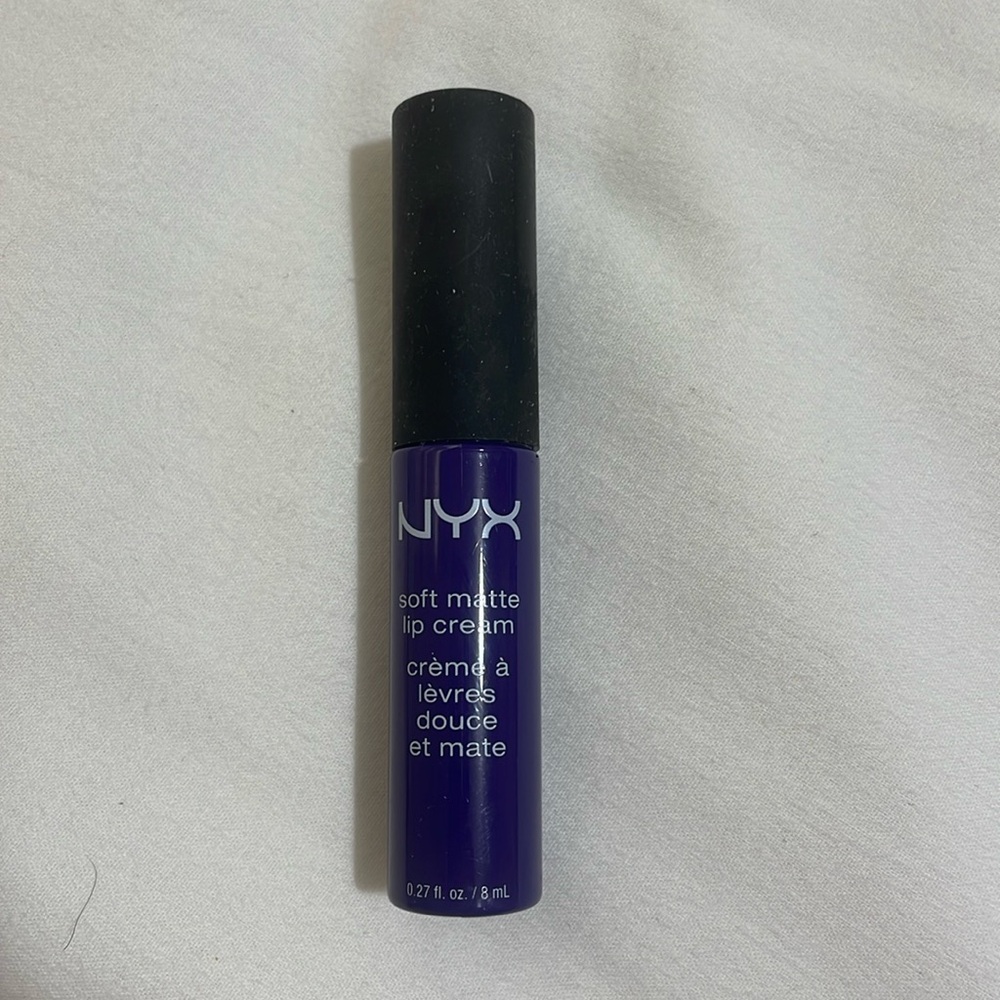 NYX
soft matte
lip cream
crème à
lèvres
douce
et mate
0.27 fl. oz. / 8 mL